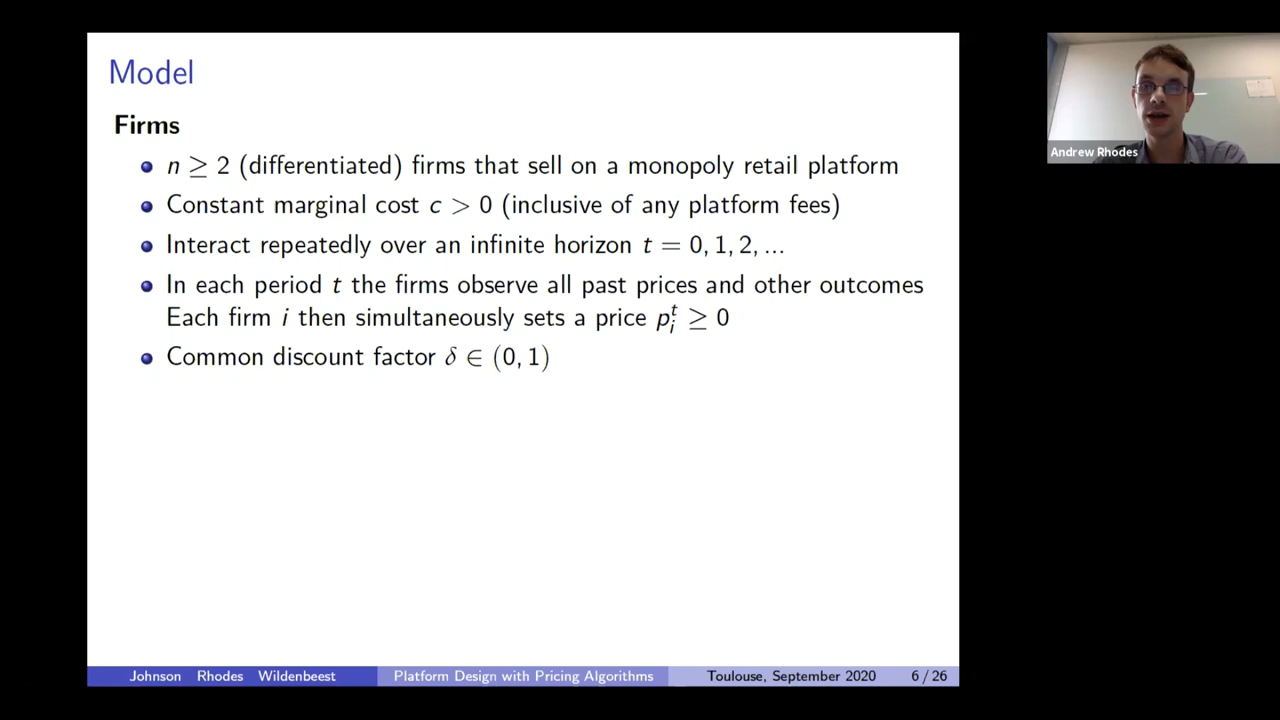 Model
Firms
n ≥ 2 (differentiated) firms that sell on a monopoly retail platform
Constant marginal cost c > 0 (inclusive of any platform fees)
Interact repeatedly over an infinite horizon t = 0, 1, 2, ...
In each period t the firms observe all past prices and other outcomes
Each firm i then simultaneously sets a price p_i^t ≥ 0
Common discount factor δ ∈ (0, 1)
Johnson Rhodes Wildenbeest
Platform Design with Pricing Algorithms
Toulouse, September 2020
6 / 26
Andrew Rhodes